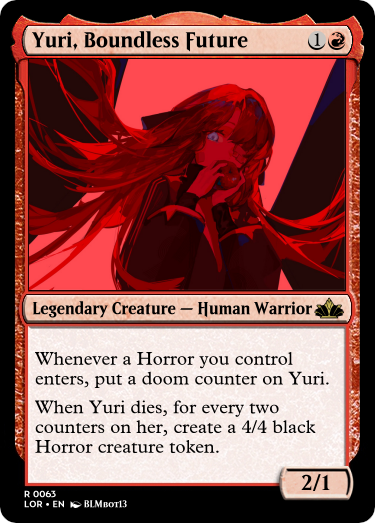 Yuri, Boundless Future 1
Legendary Creature — Human Warrior
Whenever a Horror you control
enters, put a doom counter on Yuri.
When Yuri dies, for every two
counters on her, create a 4/4 black
Horror creature token.
2/1
R 0063
LOR • EN BLMBOT13